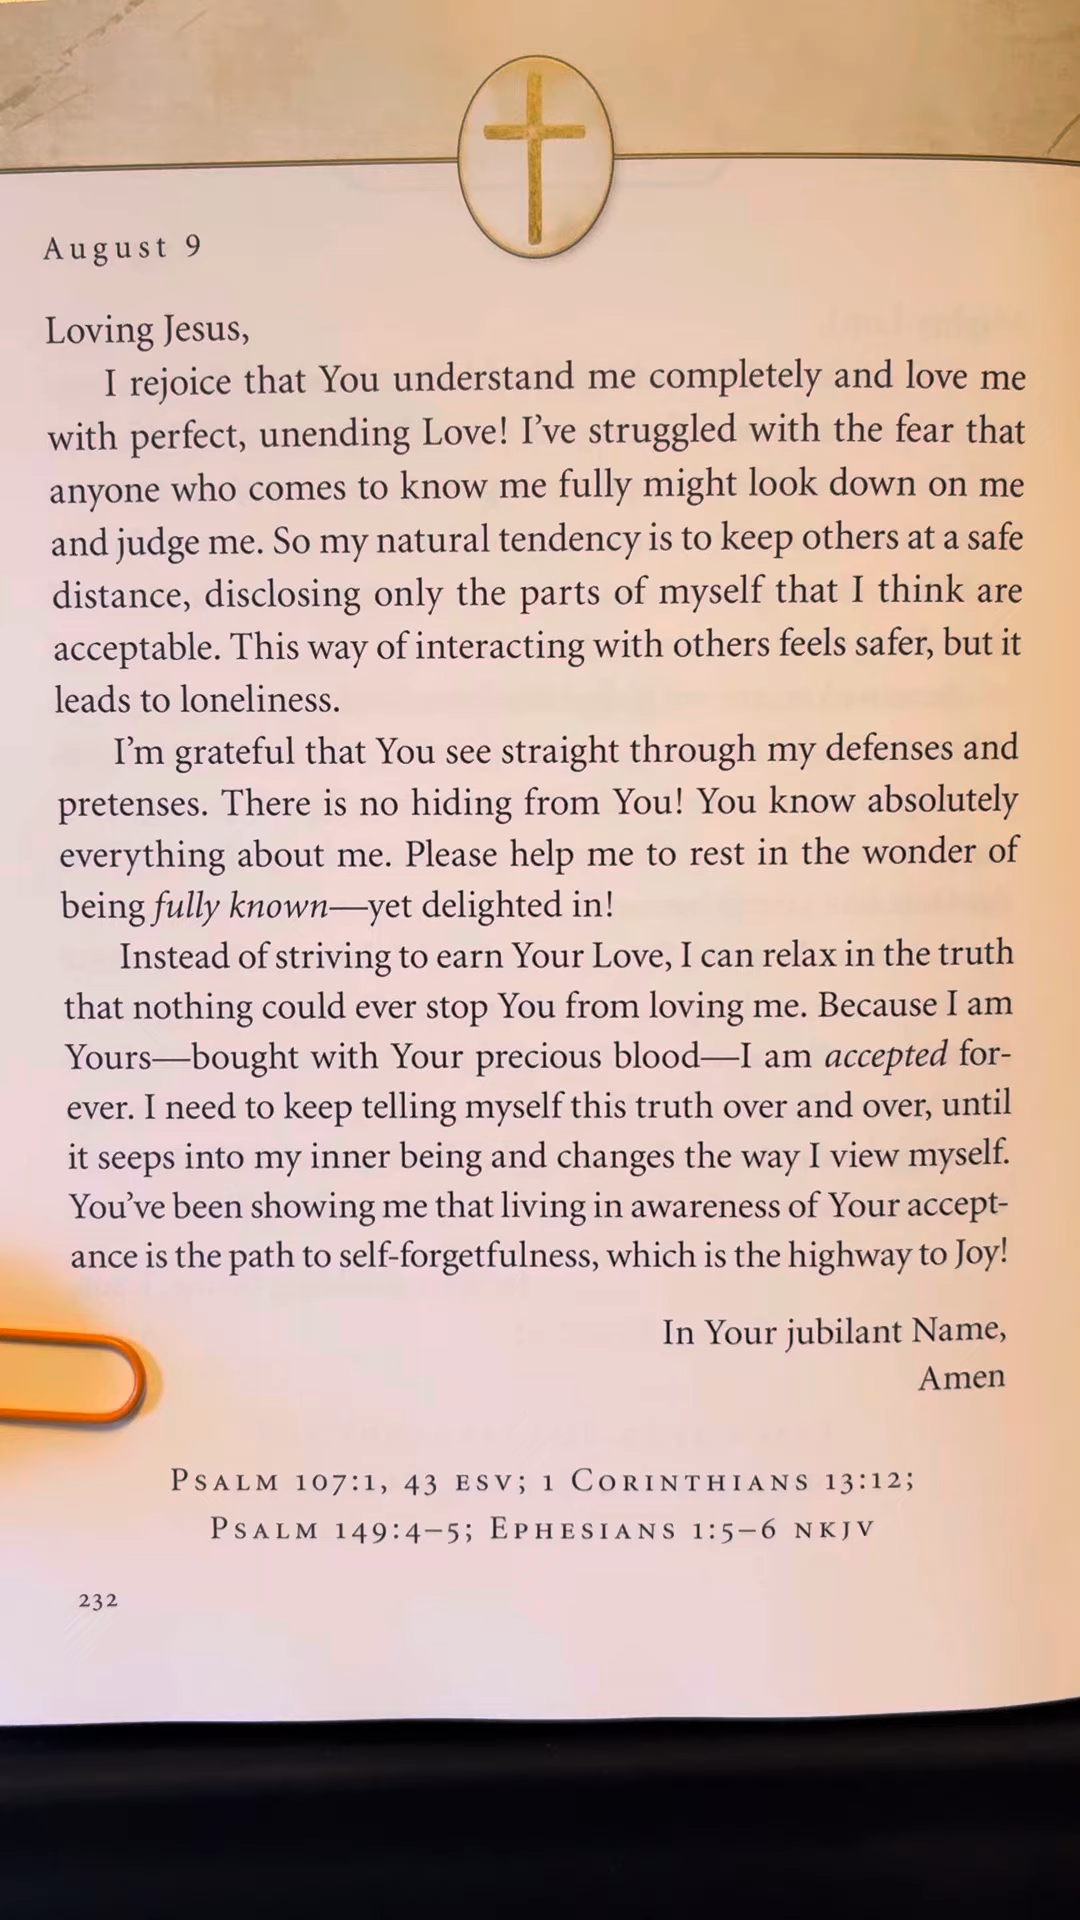 August 9
Loving Jesus,
I rejoice that You understand me completely and love me
with perfect, unending Love! I’ve struggled with the fear that
anyone who comes to know me fully might look down on me
and judge me. So my natural tendency is to keep others at a safe
distance, disclosing only the parts of myself that I think are
acceptable. This way of interacting with others feels safer, but it
leads to loneliness.
I’m grateful that You see straight through my defenses and
pretenses. There is no hiding from You! You know absolutely
everything about me. Please help me to rest in the wonder of
being fully known—yet delighted in!
Instead of striving to earn Your Love, I can relax in the truth
that nothing could ever stop You from loving me. Because I am
Yours—bought with Your precious blood—I am accepted for-
ever. I need to keep telling myself this truth over and over, until
it seeps into my inner being and changes the way I view myself.
You’ve been showing me that living in awareness of Your accept-
ance is the path to self-forgetfulness, which is the highway to Joy!
In Your jubilant Name,
Amen
PSALM 107:1, 43 ESV; 1 CORINTHIANS 13:12;
PSALM 149:4–5; EPHESIANS 1:5–6 NKJV
232